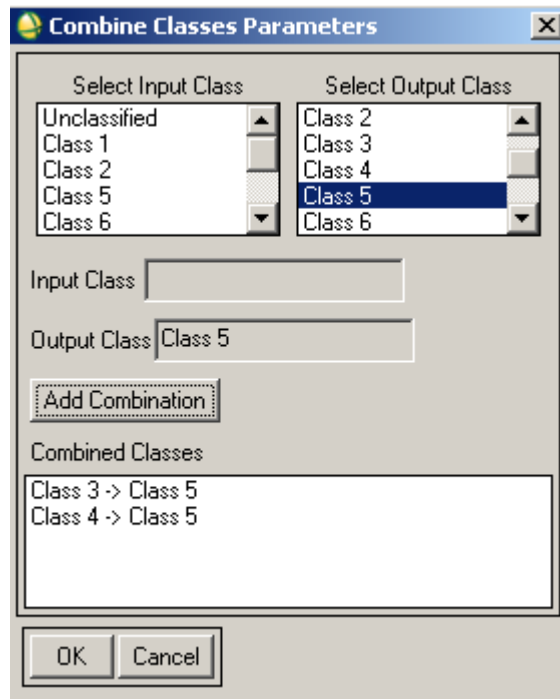 Combine Classes Parameters
Select Input Class
Unclassified
Class 1
Class 2
Class 5
Class 6
Select Output Class
Class 2
Class 3
Class 4
Class 5
Class 6
Input Class
Output Class Class 5
Add Combination
Combined Classes
Class 3 -> Class 5
Class 4 -> Class 5
OK Cancel